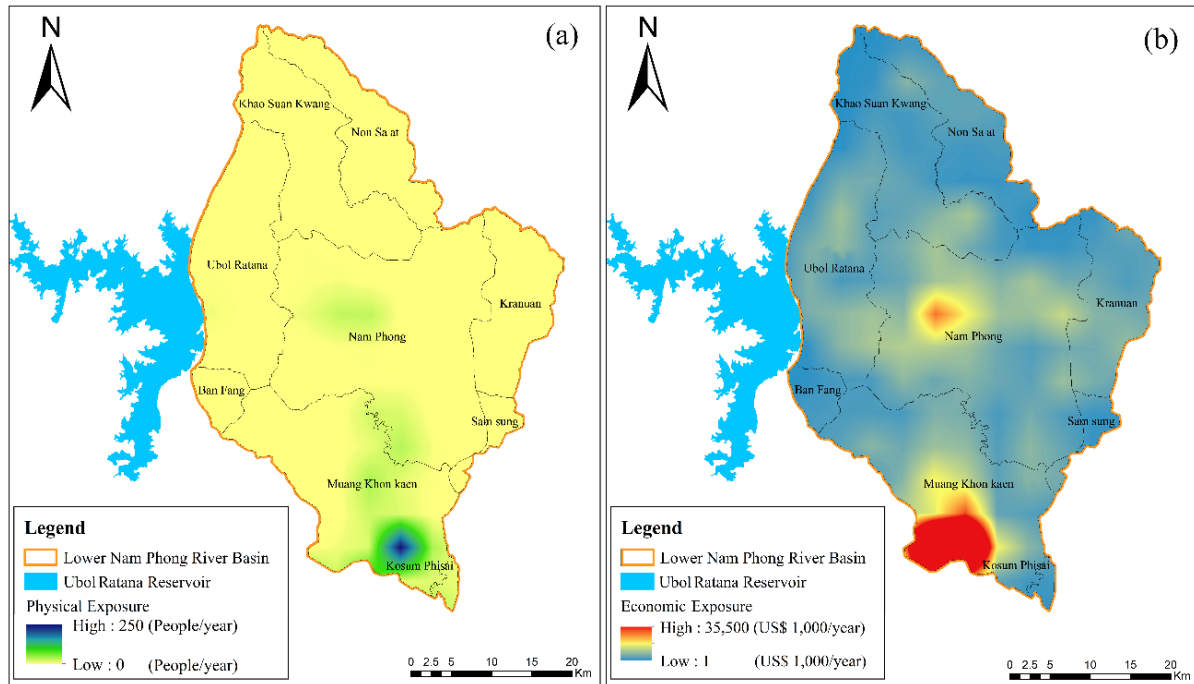 N
(a)
Khao Suan Kwang
Non Sa at
Ubol Ratana
Kranuan
Nam Phong
Ban Fang
Sam sung
Muang Khon kaen
Kosum Phisai
Legend
Lower Nam Phong River Basin
Ubol Ratana Reservoir
Physical Exposure
High : 250 (People/year)
Low : 0 (People/year)
0 2.5 5 10 15 20
Km
N
(b)
Khao Suan Kwang
Non Sa at
Ubol Ratana
Kranuan
Nam Phong
Ban Fang
Sam sung
Muang Khon kaen
Kosum Phisai
Legend
Lower Nam Phong River Basin
Ubol Ratana Reservoir
Economic Exposure
High : 35,500 (US$ 1,000/year)
Low : 1 (US$ 1,000/year)
0 2.5 5 10 15 20
Km